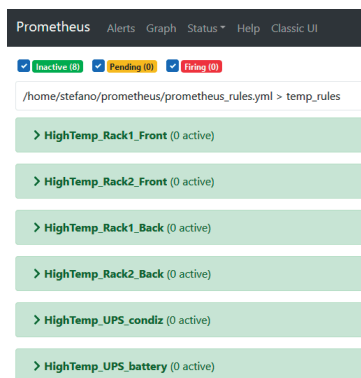 Prometheus Alerts Graph Status Help Classic UI
Inactive (8) Pending (0) Firing (0)
/home/stefano/prometheus/prometheus_rules.yml > temp_rules
HighTemp_Rack1_Front (0 active)
HighTemp_Rack2_Front (0 active)
HighTemp_Rack1_Back (0 active)
HighTemp_Rack2_Back (0 active)
HighTemp_UPS_condiz (0 active)
HighTemp_UPS_battery (0 active)